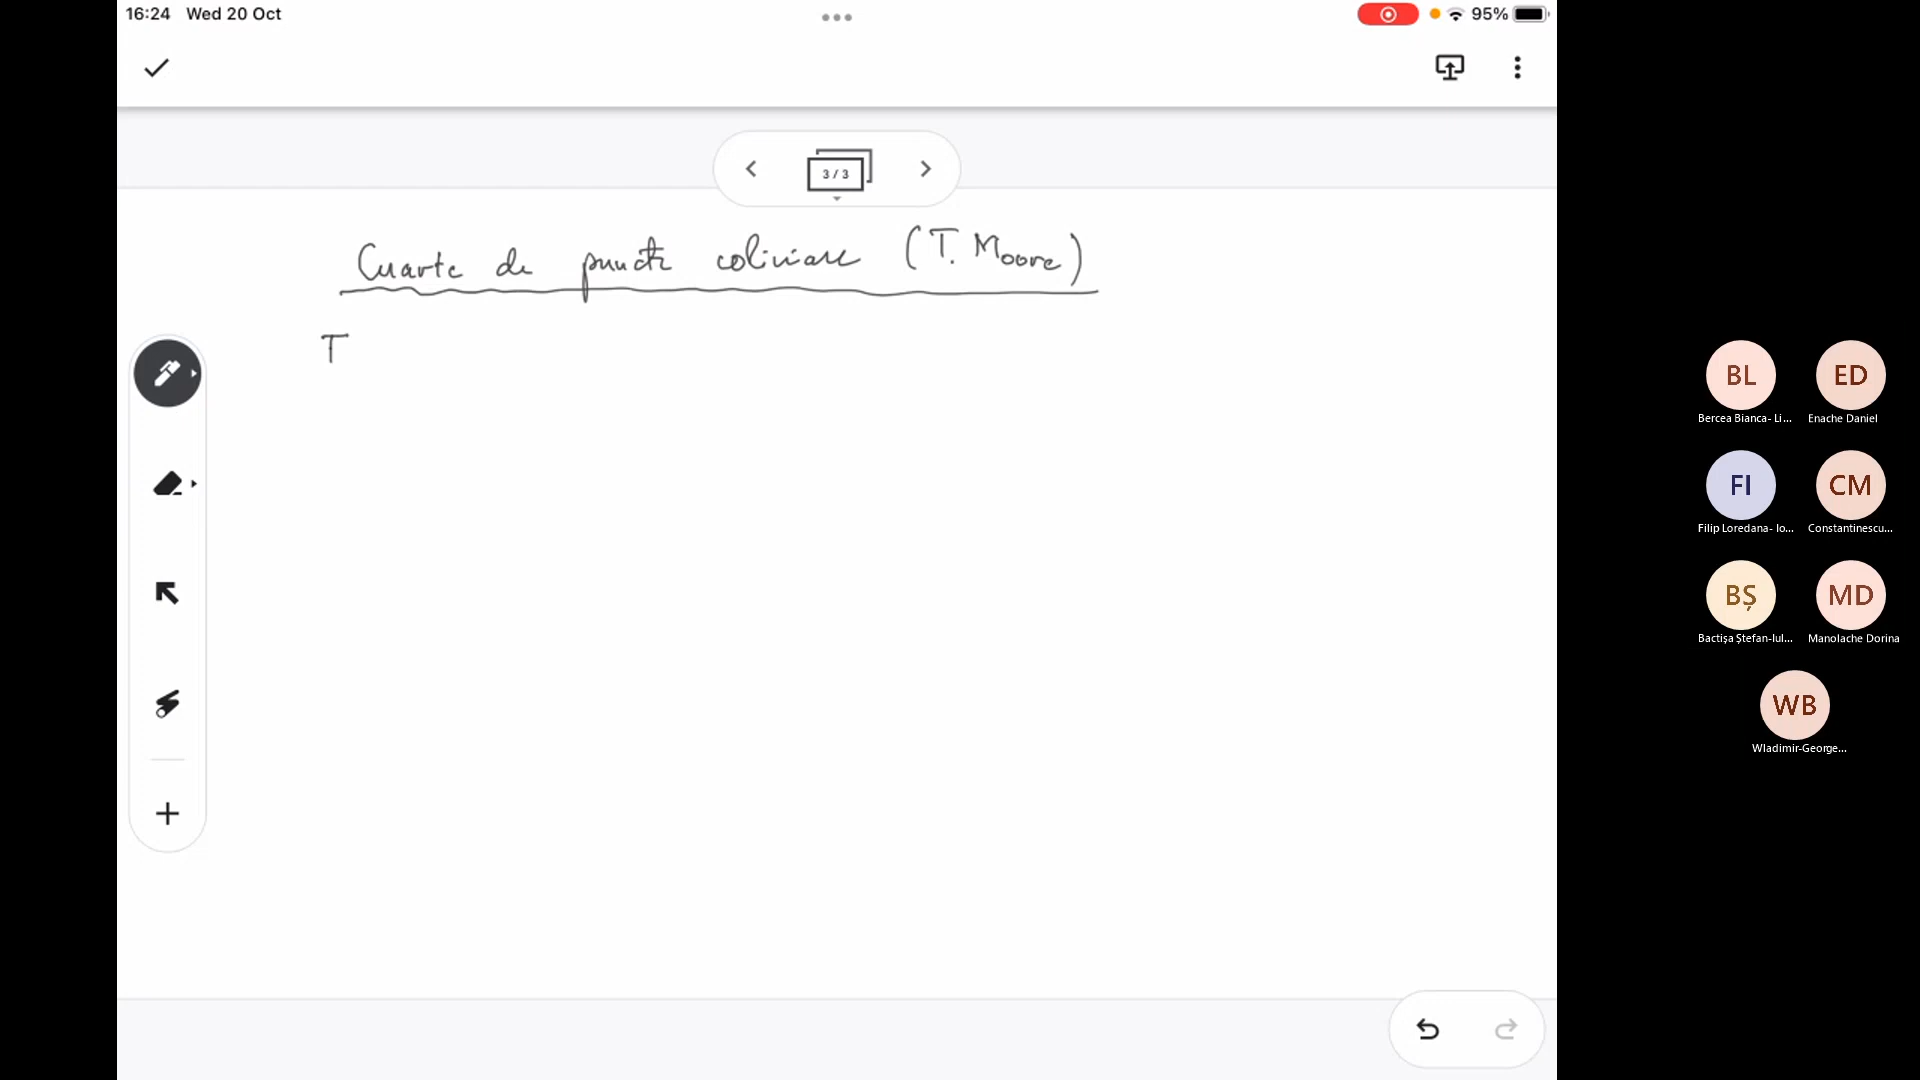 16:24 Wed 20 Oct
95%
3 / 3
Cuarte de puncte coliniare (T. Moore)
T
BL
ED
Bercea Bianca- Li...
Enache Daniel
FI
CM
Filip Loredana- Io...
Constantinescu...
BȘ
MD
Bactișa Ștefan-Iul...
Manolache Dorina
WB
Wladimir-George...